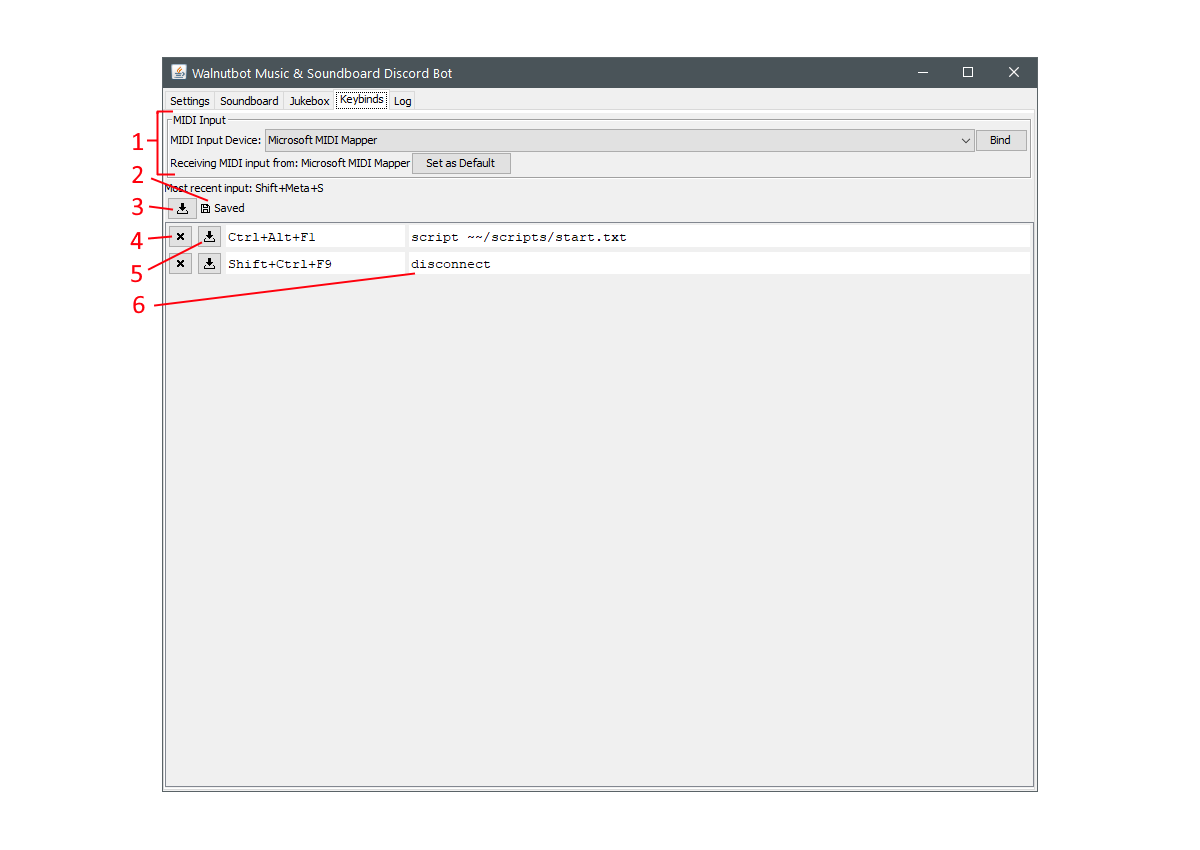 Walnutbot Music & Soundboard Discord Bot
Settings Soundboard Jukebox Keybinds Log
MIDI Input
1 MIDI Input Device: Microsoft MIDI Mapper Bind
Receiving MIDI input from: Microsoft MIDI Mapper Set as Default
2
Most recent input: Shift+Meta+S
3 Saved
4 Ctrl+Alt+F1 script ~~/scripts/start.txt
5 Shift+Ctrl+F9 disconnect
6